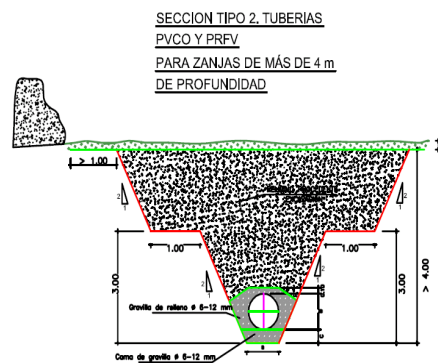 SECCION TIPO 2. TUBERIAS
PVCO Y PRFV
PARA ZANJAS DE MÁS DE 4 m
DE PROFUNDIDAD
> 1.00
2
2
1.00
1.00
3.00
2
2
3.00
> 4.00
Gravilla de relleno ø 6-12 mm
Cama de gravilla ø 6-12 mm